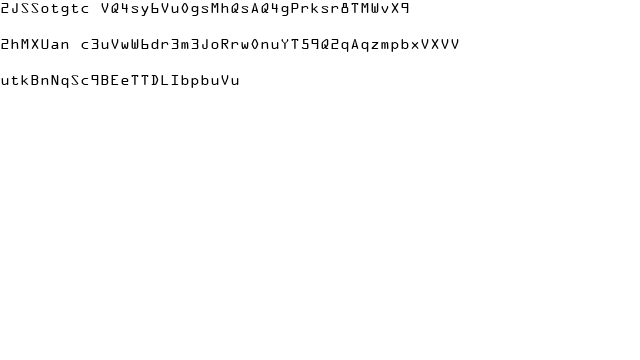 2JSSotgtc VQ4sy6Vu0gsMhQsAQ4gPrksr8TMWvX9
2hMXUan c3uVwW6dr3m3JoRrw0nuYT59Q2qAqzmpbxVXVV
utkBnNqSc9BEeTTDLIbpbuVu